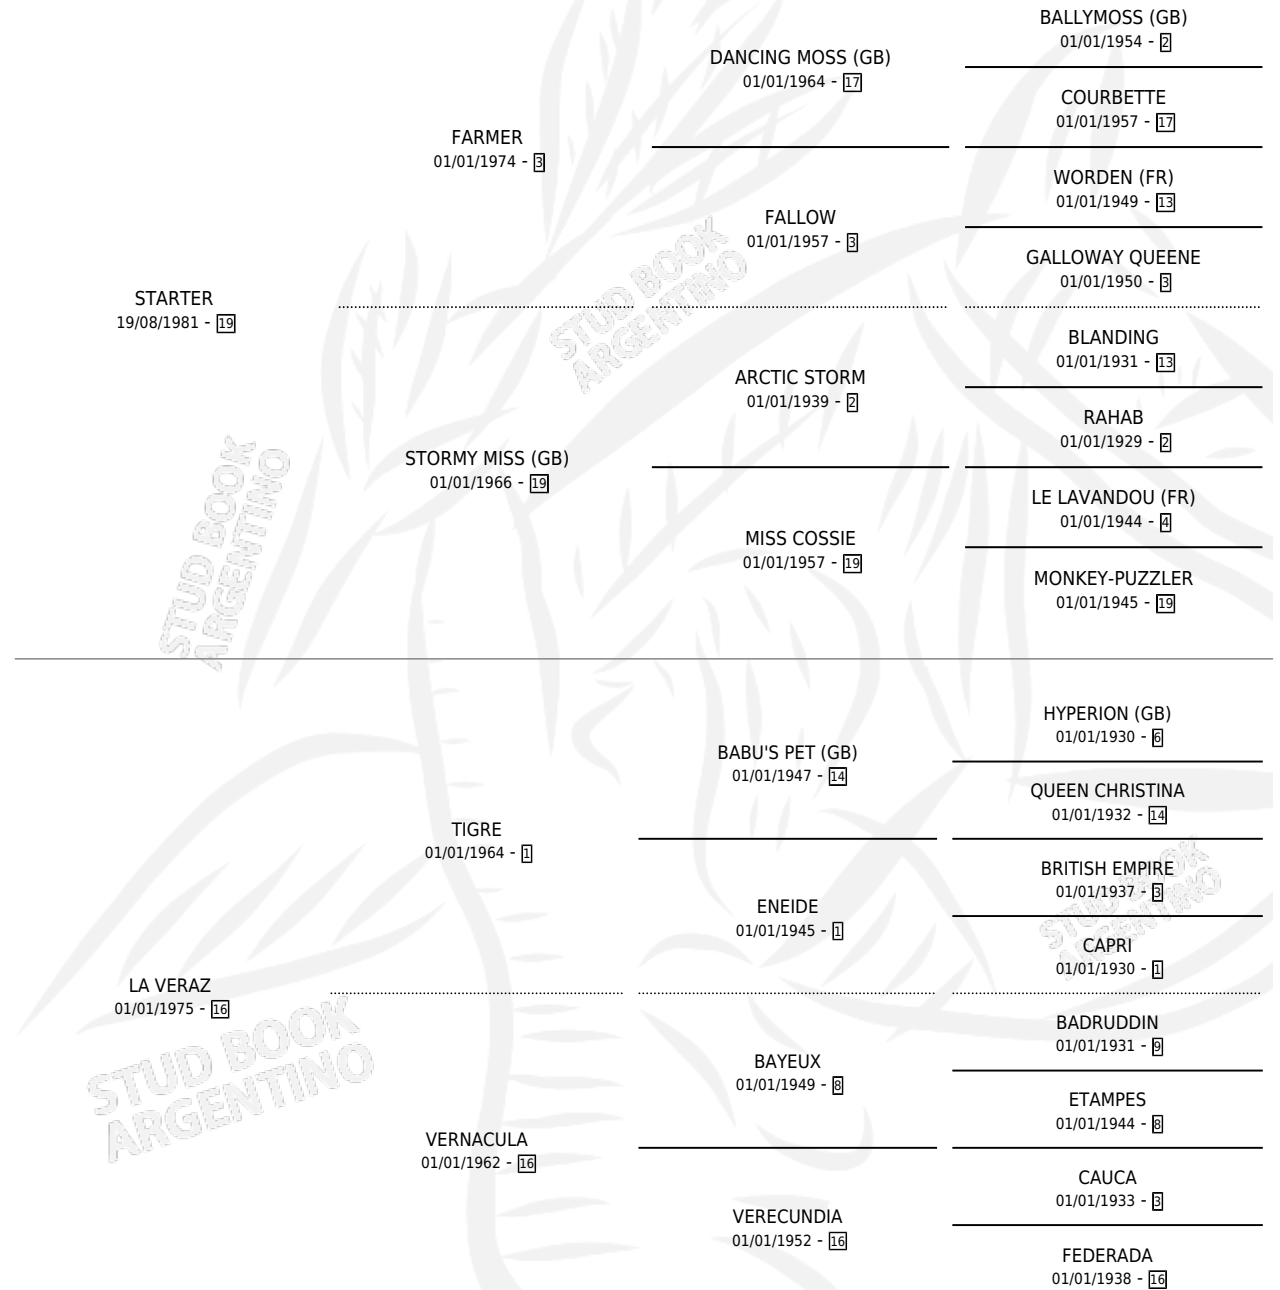 BALLYMOSS (GB)
01/01/1954 - 2
DANCING MOSS (GB)
01/01/1964 - 17
COURBETTE
01/01/1957 - 17
FARMER
01/01/1974 - 3
WORDEN (FR)
01/01/1949 - 13
FALLOW
01/01/1957 - 3
GALLOWAY QUEENE
01/01/1950 - 3
STARTER
19/08/1981 - 19
BLANDING
01/01/1931 - 13
ARCTIC STORM
01/01/1939 - 2
RAHAB
01/01/1929 - 2
STORMY MISS (GB)
01/01/1966 - 19
LE LAVANDOU (FR)
01/01/1944 - 4
MISS COSSIE
01/01/1957 - 19
MONKEY-PUZZLER
01/01/1945 - 19
HYPERION (GB)
01/01/1930 - 6
BABU'S PET (GB)
01/01/1947 - 14
QUEEN CHRISTINA
01/01/1932 - 14
TIGRE
01/01/1964 - 1
BRITISH EMPIRE
01/01/1937 - 3
ENEIDE
01/01/1945 - 1
CAPRI
01/01/1930 - 1
LA VERAZ
01/01/1975 - 16
BADRUDDIN
01/01/1931 - 9
BAYEUX
01/01/1949 - 8
ETAMPES
01/01/1944 - 8
VERNACULA
01/01/1962 - 16
CAUCA
01/01/1933 - 3
VERECUNDIA
01/01/1952 - 16
FEDERADA
01/01/1938 - 16
STUD BOOK
ARGENTINO
STUD BOOK
ARGENTINO
STUD BOOK
ARGENTINO
STUD BOOK
ARGENTINO